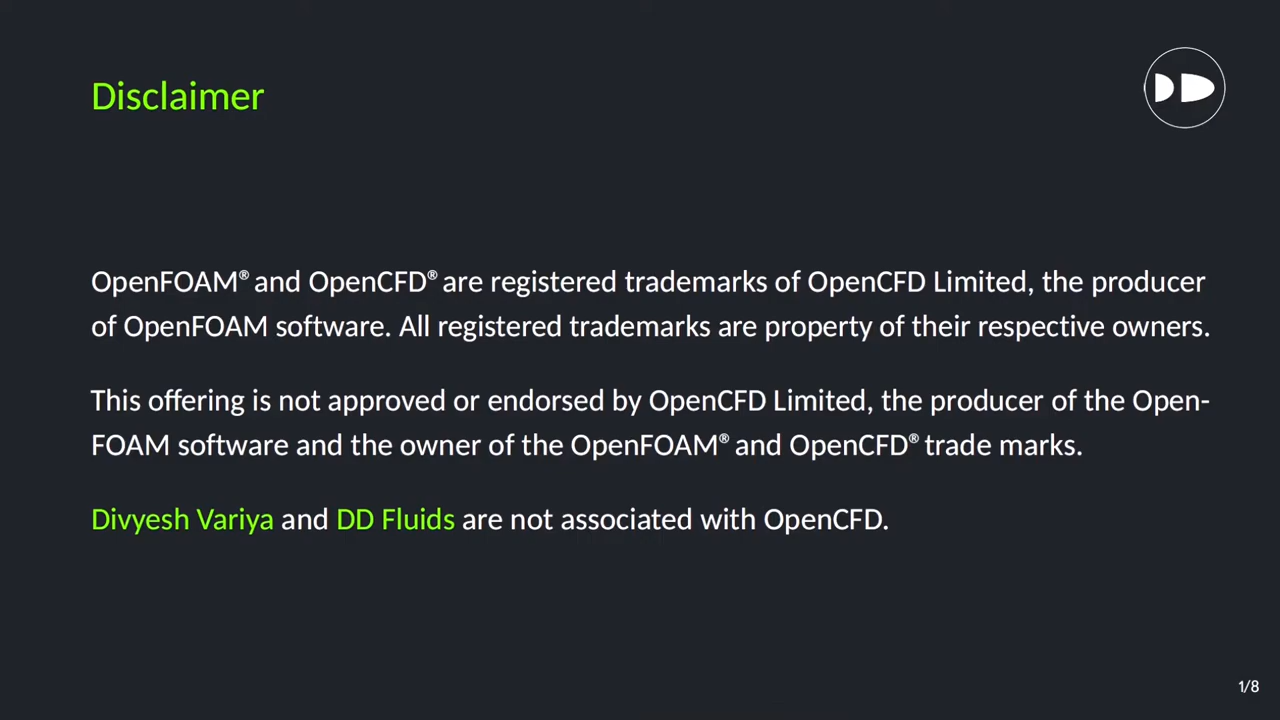 Disclaimer
OpenFOAM® and OpenCFD® are registered trademarks of OpenCFD Limited, the producer
of OpenFOAM software. All registered trademarks are property of their respective owners.
This offering is not approved or endorsed by OpenCFD Limited, the producer of the Open-
FOAM software and the owner of the OpenFOAM® and OpenCFD® trade marks.
Divyesh Variya and DD Fluids are not associated with OpenCFD.
1/8